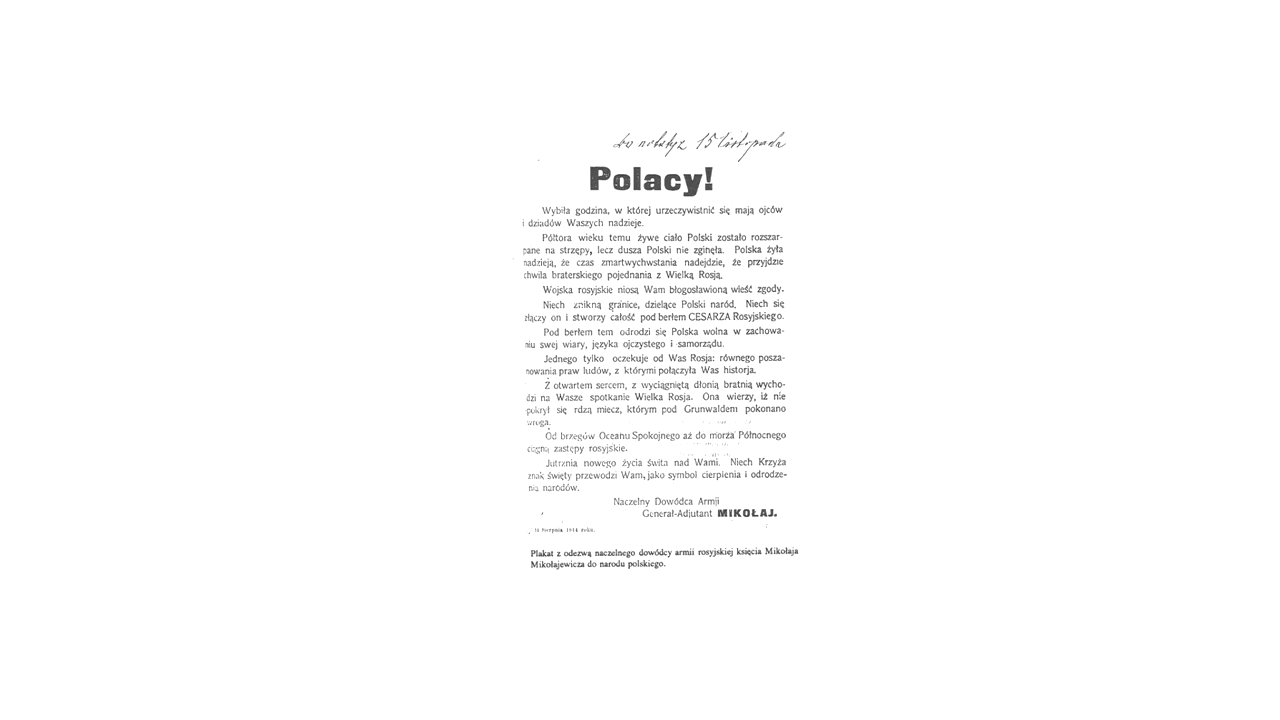 15 listopada
Polacy!
Wybiła godzina, w której urzeczywistnić się mają ojców
i dziadów Waszych nadzieje.
Półtora wieku temu żywe ciało Polski zostało rozszar-
pane na strzępy, lecz dusza Polski nie zginęła. Polska żyła
nadzieją, że czas zmartwychwstania nadejdzie, że przyjdzie
chwila braterskiego pojednania z Wielką Rosją.
Wojska rosyjskie niosą Wam błogosławioną wieść zgody.
Niech znikną granice, dzielące Polski naród. Niech się
złączy on i stworzy całość pod berłem CESARZA Rosyjskiego.
Pod berłem tem odrodzi się Polska wolna w zachowa-
niu swej wiary, języka ojczystego i samorządu.
Jednego tylko oczekuje od Was Rosja: równego posza-
nowania praw ludów, z którymi połączyła Was historja.
Z otwartem sercem, z wyciągniętą dłonią bratnią wycho-
dzi na Wasze spotkanie Wielka Rosja. Ona wierzy, iż nie
pokrył się rdzą miecz, którym pod Grunwaldem pokonano
wroga.
Od brzegów Oceanu Spokojnego aż do morza Północnego
ciągną zastępy rosyjskie.
Jutrznia nowego życia świta nad Wami. Niech Krzyża
znak święty przewodzi Wam, jako symbol cierpienia i odrodze-
nia narodów.
Naczelny Dowódca Armji
Generał-Adjutant MIKOŁAJ.
Sierpnia 1914 roku.
Plakat z odezwą naczelnego dowódcy armii rosyjskiej księcia Mikołaja
Mikołajewicza do narodu polskiego.